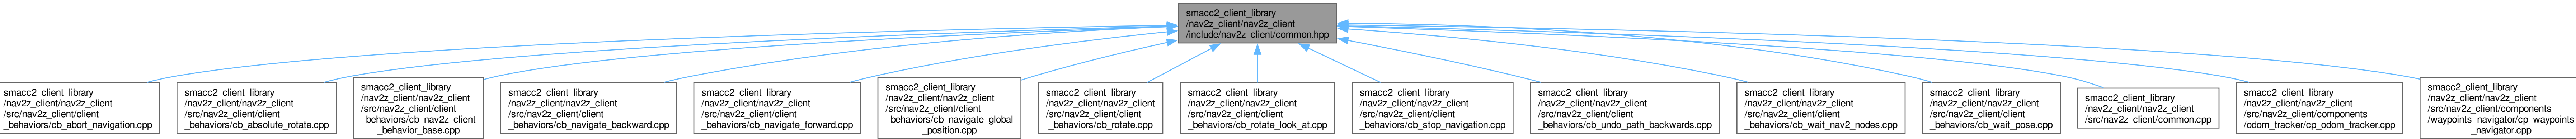 smacc2_client_library
/nav2z_client/nav2z_client
/include/nav2z_client/common.hpp
smacc2_client_library
/nav2z_client/nav2z_client
/src/nav2z_client/client
_behaviors/cb_abort_navigation.cpp
smacc2_client_library
/nav2z_client/nav2z_client
/src/nav2z_client/client
_behaviors/cb_absolute_rotate.cpp
smacc2_client_library
/nav2z_client/nav2z_client
/src/nav2z_client/client
_behaviors/cb_nav2z_client
_behavior_base.cpp
smacc2_client_library
/nav2z_client/nav2z_client
/src/nav2z_client/client
_behaviors/cb_navigate_backward.cpp
smacc2_client_library
/nav2z_client/nav2z_client
/src/nav2z_client/client
_behaviors/cb_navigate_forward.cpp
smacc2_client_library
/nav2z_client/nav2z_client
/src/nav2z_client/client
_behaviors/cb_navigate_global
_position.cpp
smacc2_client_library
/nav2z_client/nav2z_client
/src/nav2z_client/client
_behaviors/cb_rotate.cpp
smacc2_client_library
/nav2z_client/nav2z_client
/src/nav2z_client/client
_behaviors/cb_rotate_look_at.cpp
smacc2_client_library
/nav2z_client/nav2z_client
/src/nav2z_client/client
_behaviors/cb_stop_navigation.cpp
smacc2_client_library
/nav2z_client/nav2z_client
/src/nav2z_client/client
_behaviors/cb_undo_path_backwards.cpp
smacc2_client_library
/nav2z_client/nav2z_client
/src/nav2z_client/client
_behaviors/cb_wait_nav2_nodes.cpp
smacc2_client_library
/nav2z_client/nav2z_client
/src/nav2z_client/client
_behaviors/cb_wait_pose.cpp
smacc2_client_library
/nav2z_client/nav2z_client
/src/nav2z_client/common.cpp
smacc2_client_library
/nav2z_client/nav2z_client
/src/nav2z_client/components
/odom_tracker/cp_odom_tracker.cpp
smacc2_client_library
/nav2z_client/nav2z_client
/src/nav2z_client/components
/waypoints_navigator/cp_waypoints
_navigator.cpp